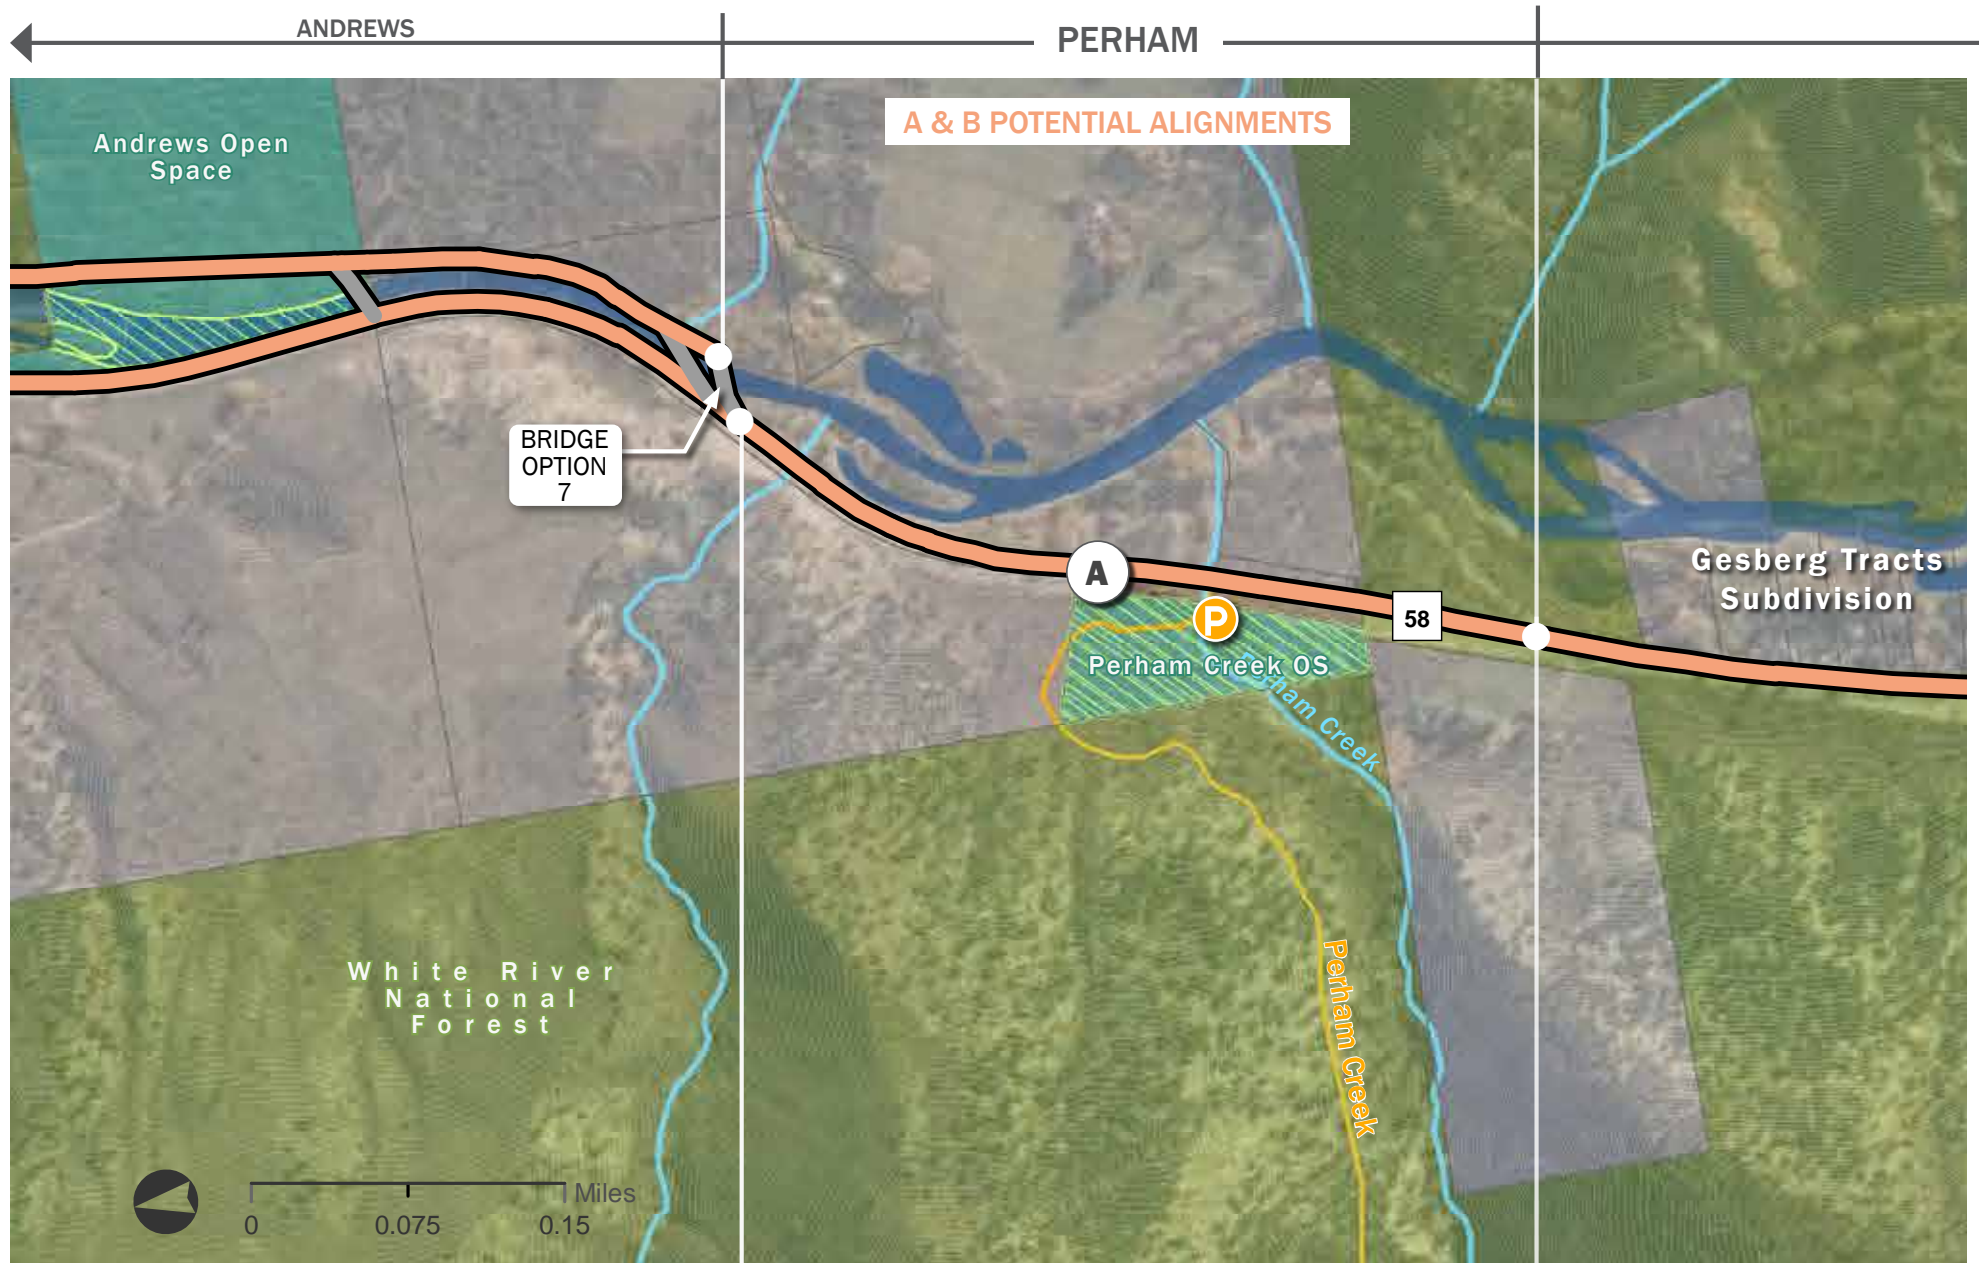 ANDREWS
PERHAM
A & B POTENTIAL ALIGNMENTS
Andrews Open
Space
BRIDGE
OPTION
7
A
58
P
Gesberg Tracts
Subdivision
Perham Creek OS
Perham Creek
Perham Creek
White River
National
Forest
Miles
0 0.075 0.15